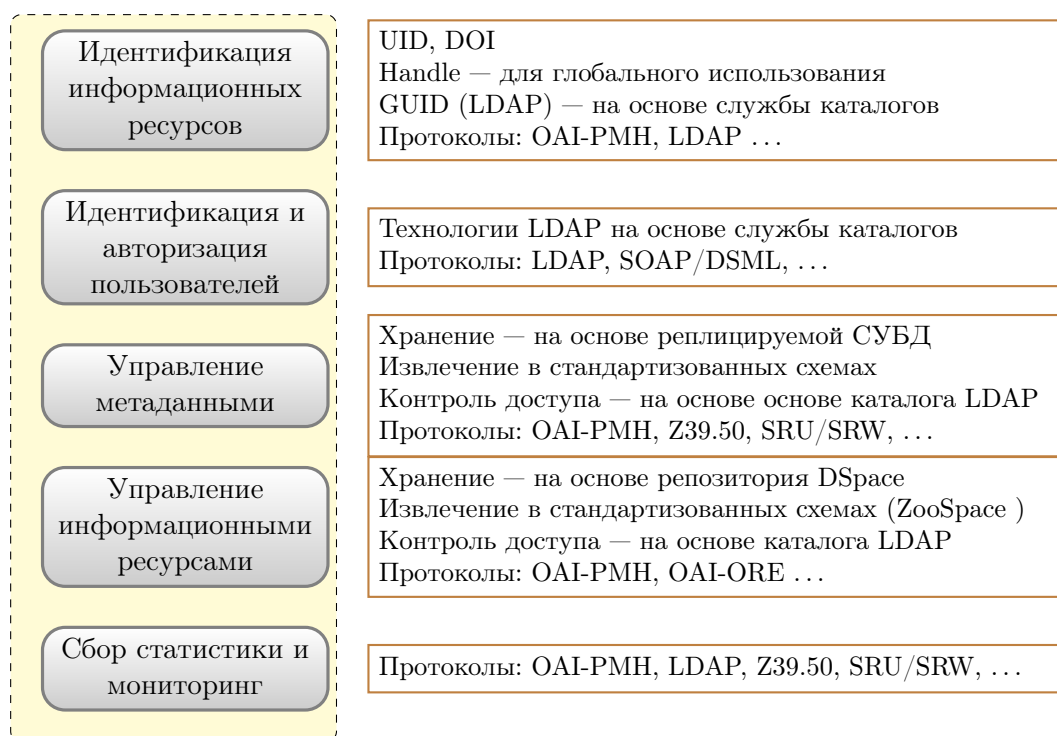 Идентификация
информационных
ресурсов
UID, DOI
Handle — для глобального использования
GUID (LDAP) — на основе службы каталогов
Протоколы: OAI-PMH, LDAP ...
Идентификация и
авторизация
пользователей
Технологии LDAP на основе службы каталогов
Протоколы: LDAP, SOAP/DSML, ...
Управление
метаданными
Хранение — на основе реплицируемой СУБД
Извлечение в стандартизованных схемах
Контроль доступа — на основе основе каталога LDAP
Протоколы: OAI-PMH, Z39.50, SRU/SRW, ...
Управление
информационными
ресурсами
Хранение — на основе репозитория DSpace
Извлечение в стандартизованных схемах (ZooSpace )
Контроль доступа — на основе каталога LDAP
Протоколы: OAI-PMH, OAI-ORE ...
Сбор статистики и
мониторинг
Протоколы: OAI-PMH, LDAP, Z39.50, SRU/SRW, ...